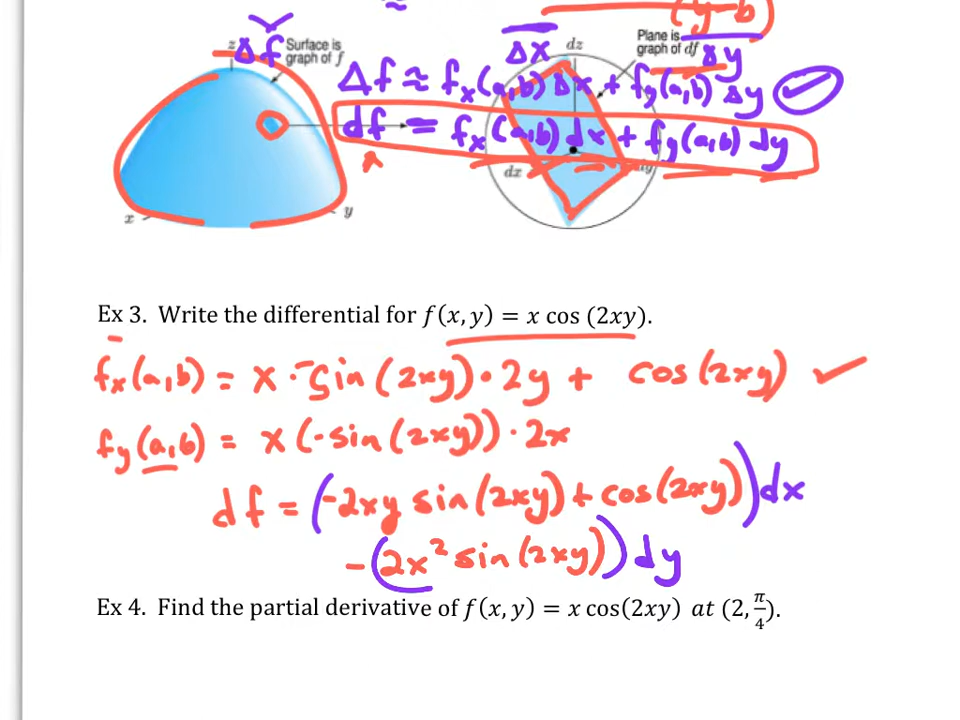 (y-b)
≈
Δx
Δy
z
Δf
Surface is
graph of f
dz
Plane is
graph of df
Δf ≈ fx(a,b) Δx + fy(a,b) Δy
df = fx(a,b) dx + fy(a,b) dy
dx
dy
x
y
Ex 3. Write the differential for f(x, y) = x cos (2xy).
fx(a,b) = x · -sin(2xy) · 2y + cos(2xy) ✓
fy(a,b) = x(-sin(2xy)) · 2x
df = (-2xy sin(2xy) + cos(2xy))dx
-(2x² sin(2xy))dy
Ex 4. Find the partial derivative of f(x, y) = x cos(2xy) at (2, π/4).